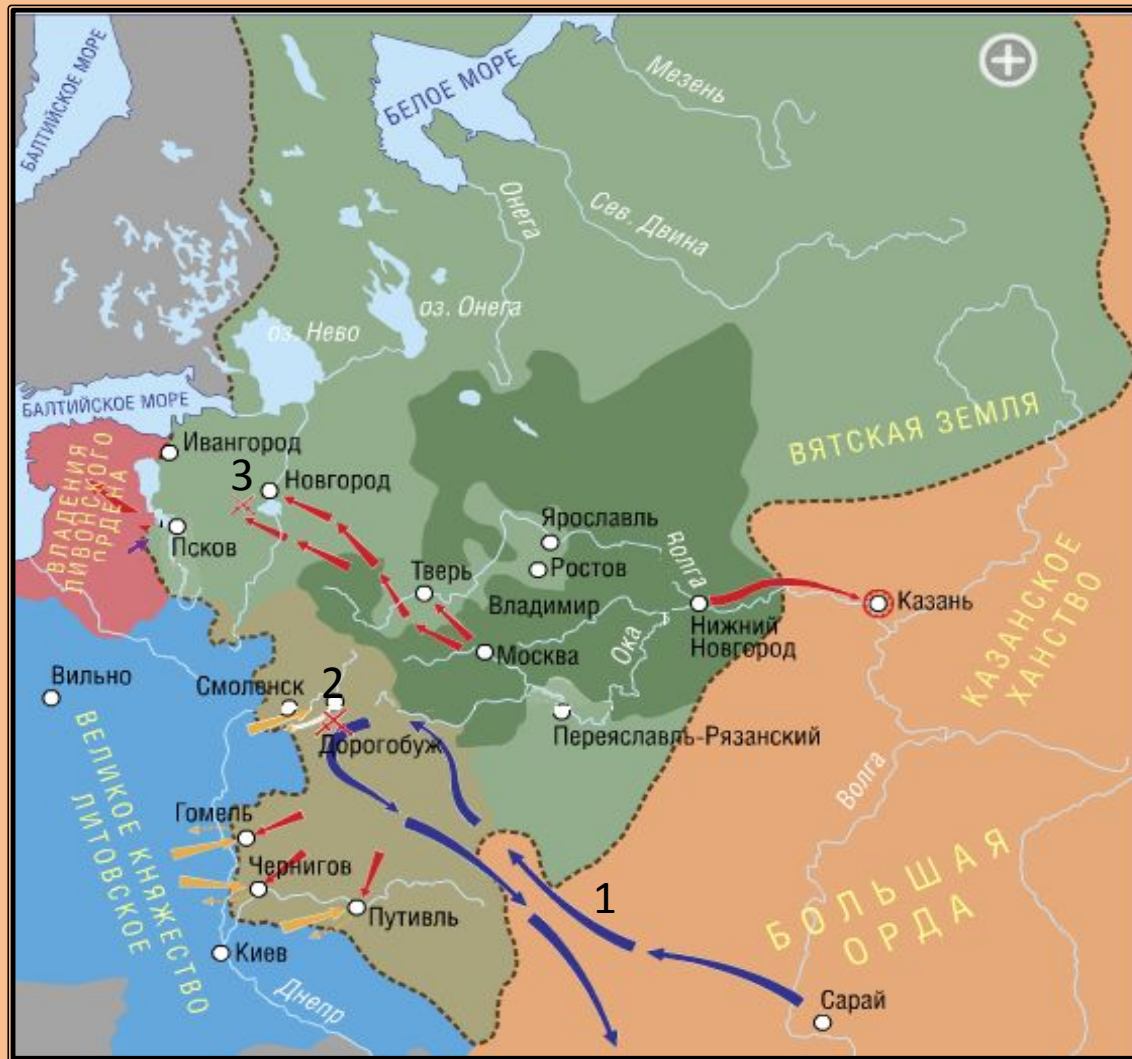 БАЛТИЙСКОЕ МОРЕ
БЕЛОЕ МОРЕ
Мезень
Онега
Сев. Двина
оз. Онега
оз. Нево
БАЛТИЙСКОЕ МОРЕ
Ивангород
ВЯТСКАЯ ЗЕМЛЯ
3
Новгород
ВЛАДЕНИЯ
ЛИВОНСКОГО
ОРДЕНА
Псков
Ярославль
Ростов
Волга
Тверь
Владимир
Казань
Нижний
Новгород
Ока
Москва
КАЗАНСКОЕ
ХАНСТВО
Вильно
Смоленск
2
Дорогобуж
Переяславль-Рязанский
Волга
ВЕЛИКОЕ КНЯЖЕСТВО
ЛИТОВСКОЕ
Гомель
Чернигов
Путивль
1
БОЛЬШАЯ
ОРДА
Киев
Днепр
Сарай